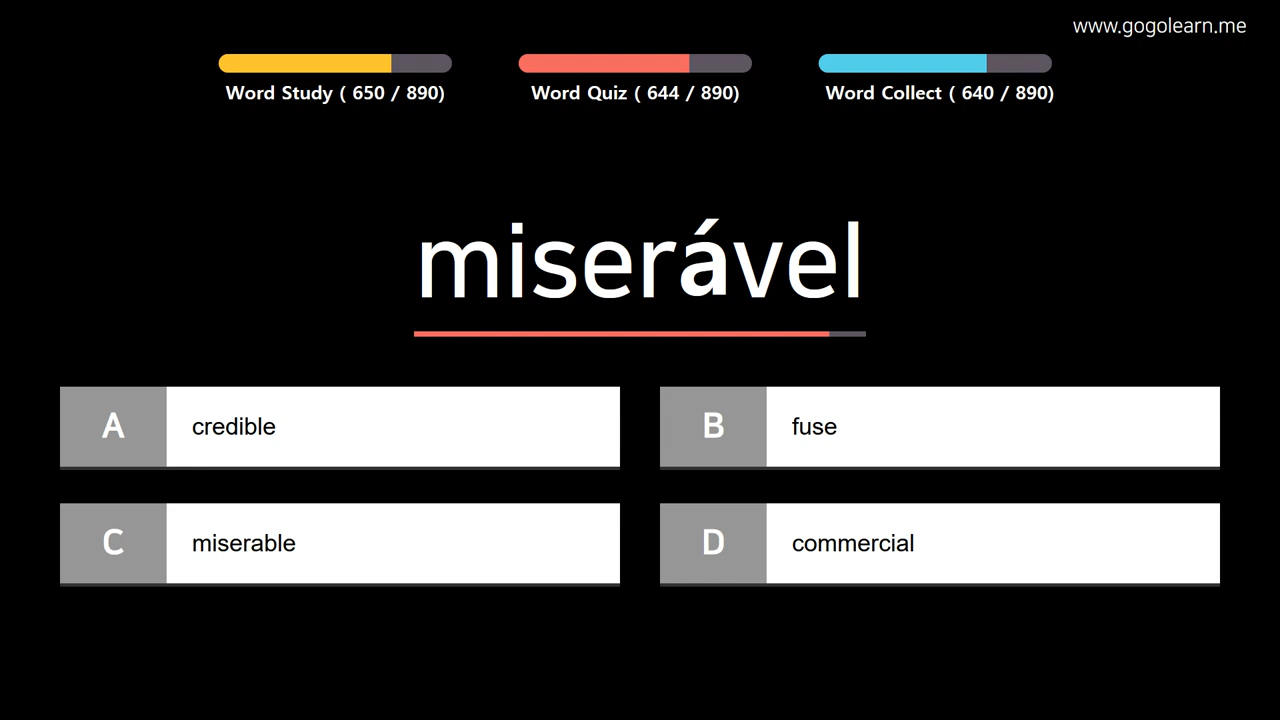 www.gogolearn.me
Word Study ( 650 / 890)
Word Quiz ( 644 / 890)
Word Collect ( 640 / 890)
miserável
A credible
B fuse
C miserable
D commercial